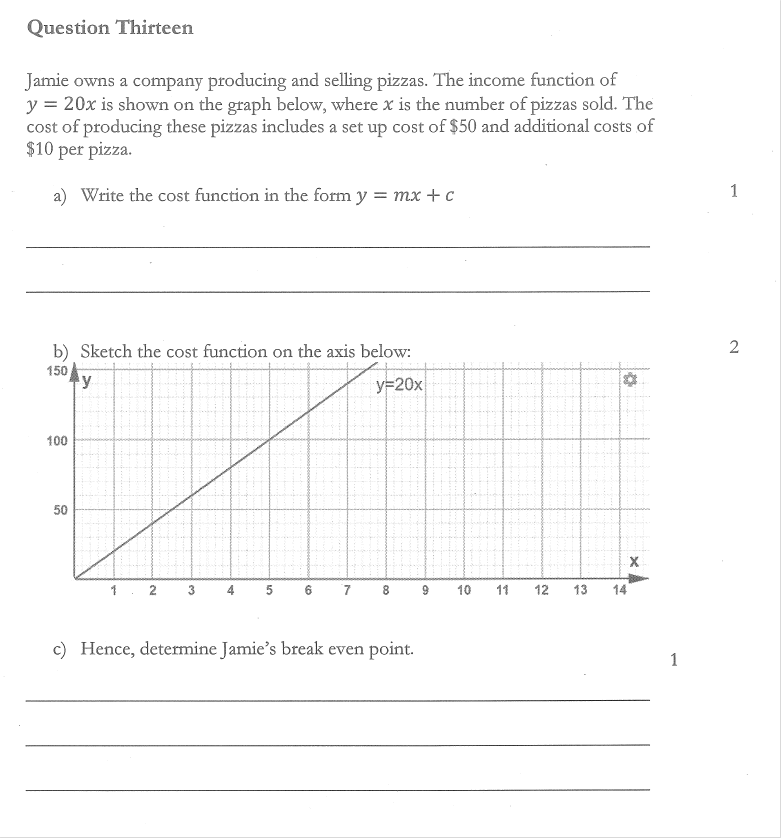 Question Thirteen
Jamie owns a company producing and selling pizzas. The income function of
y = 20x is shown on the graph below, where x is the number of pizzas sold. The
cost of producing these pizzas includes a set up cost of $50 and additional costs of
$10 per pizza.
a) Write the cost function in the form y = mx + c
1
b) Sketch the cost function on the axis below:
2
150
y
y=20x
100
50
x
1 2 3 4 5 6 7 8 9 10 11 12 13 14
c) Hence, determine Jamie's break even point.
1